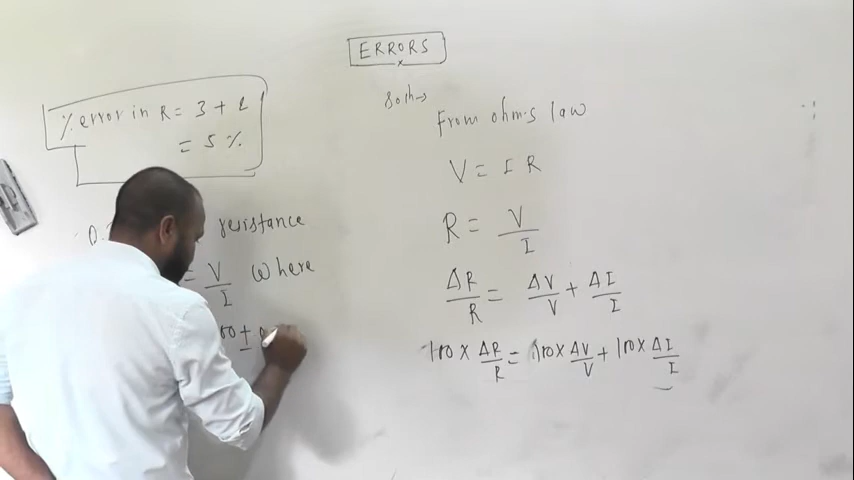 ERRORS
% error in R = 3 + 2
= 5 %
resistance
= V/I where
00 ±
Soln→
From ohm's law
V = I R
R = V/I
ΔR/R = ΔV/V + ΔI/I
100 × ΔR/R = 100 × ΔV/V + 100 × ΔI/I